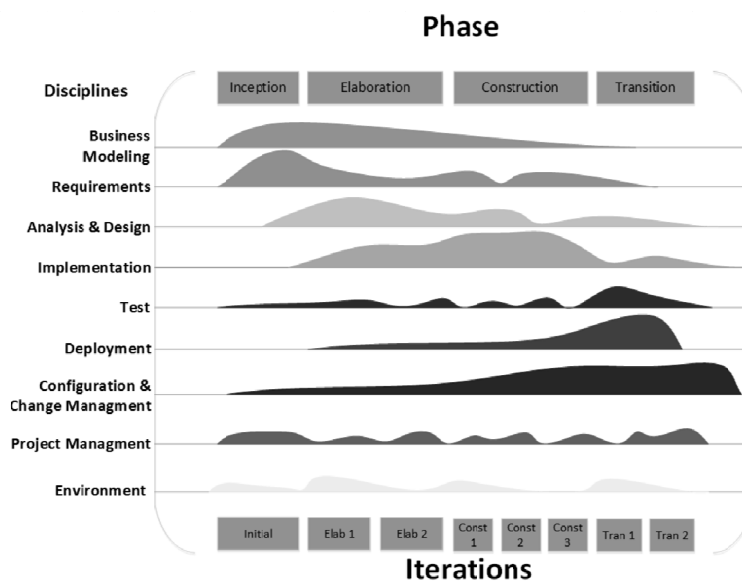 Phase
Disciplines
Inception Elaboration Construction Transition
Business
Modeling
Requirements
Analysis & Design
Implementation
Test
Deployment
Configuration &
Change Managment
Project Managment
Environment
Initial Elab 1 Elab 2 Const 1 Const 2 Const 3 Tran 1 Tran 2
Iterations